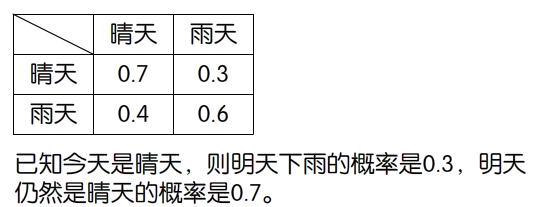 晴天 雨天
晴天 0.7 0.3
雨天 0.4 0.6
已知今天是晴天，则明天下雨的概率是0.3，明天
仍然是晴天的概率是0.7。